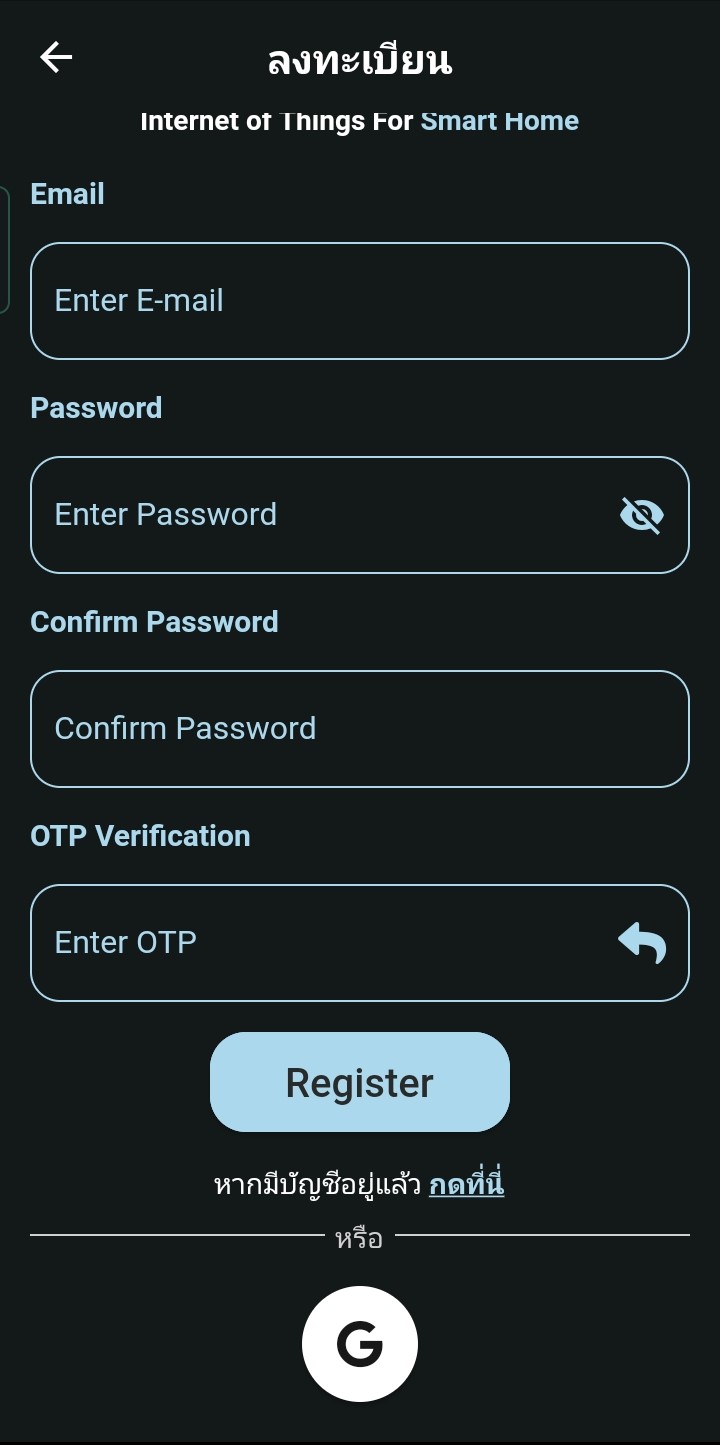 ลงทะเบียน
Internet of Things For Smart Home
Email
Enter E-mail
Password
Enter Password
Confirm Password
Confirm Password
OTP Verification
Enter OTP
Register
หากมีบัญชีอยู่แล้ว กดที่นี่
หรือ
G